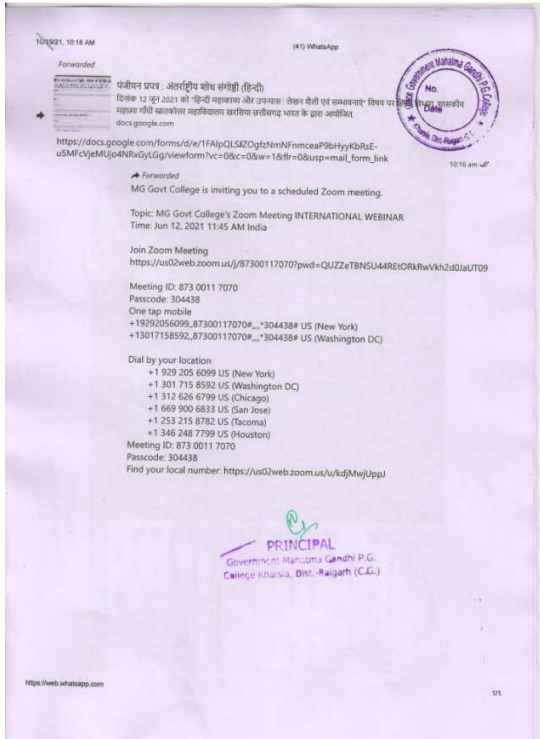 10/19/21, 10:18 AM
(41) WhatsApp
Forwarded
पंजीयन प्रपत्र : अंतर्राष्ट्रीय शोध संगोष्ठी (हिन्दी)
दिनांक 12 जून 2021 को "हिन्दी महाकाव्य और उपन्यास : लेखन शैली एवं सम्भावनाएं" विषय पर हिन्दी विभाग, शासकीय
महात्मा गाँधी स्नातकोत्तर महाविद्यालय खरसिया छत्तीसगढ़ भारत के द्वारा आयोजित.
docs.google.com
Government Mahatma Gandhi P.G. College
No.
Date
Kharsia, Dist.-Raigarh
https://docs.google.com/forms/d/e/1FAIpQLSfZOgfzNmNFnmceaP9bHyyKbRsE-
u5MFcVjeMUjo4NRxGyLGg/viewform?vc=0&c=0&w=1&flr=0&usp=mail_form_link
10:16 am
Forwarded
MG Govt College is inviting you to a scheduled Zoom meeting.
Topic: MG Govt College's Zoom Meeting INTERNATIONAL WEBINAR
Time: Jun 12, 2021 11:45 AM India
Join Zoom Meeting
https://us02web.zoom.us/j/87300117070?pwd=QUZZeTBNSU44REtORkRwVkh2d0JaUT09
Meeting ID: 873 0011 7070
Passcode: 304438
One tap mobile
+19292056099,,87300117070#,,,,*304438# US (New York)
+13017158592,,87300117070#,,,,*304438# US (Washington DC)
Dial by your location
+1 929 205 6099 US (New York)
+1 301 715 8592 US (Washington DC)
+1 312 626 6799 US (Chicago)
+1 669 900 6833 US (San Jose)
+1 253 215 8782 US (Tacoma)
+1 346 248 7799 US (Houston)
Meeting ID: 873 0011 7070
Passcode: 304438
Find your local number: https://us02web.zoom.us/u/kdjMwjUppJ
PRINCIPAL
Government Mahatma Gandhi P.G.
College Kharsia, Dist.-Raigarh (C.G.)
https://web.whatsapp.com
1/1